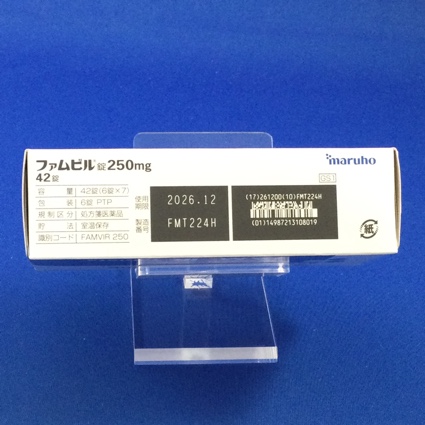 ファムビル錠250mg
42錠
容 量 42錠(6錠×7)
包 装 6錠 PTP
規制区分 処方箋医薬品
貯 法 室温保存
識別コード FAMVIR 250
使用期限 2026.12
製造番号 FMT224H
maruho
GS1
(17)261200(10)FMT224H
(01)14987213108019
紙